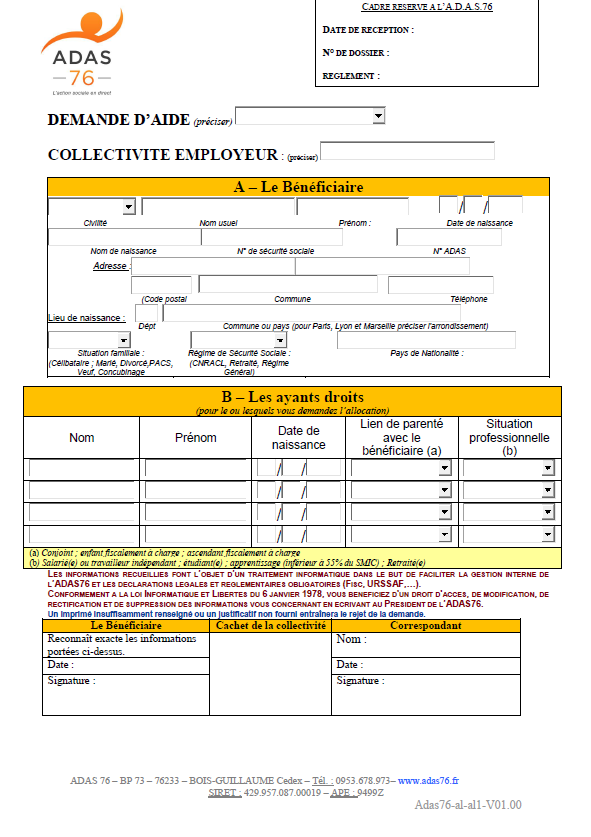 CADRE RESERVE A L'A.D.A.S.76
DATE DE RECEPTION :
N° DE DOSSIER :
REGLEMENT :
ADAS
76
L'action sociale en direct
DEMANDE D'AIDE (préciser)
COLLECTIVITE EMPLOYEUR : (préciser)
A – Le Bénéficiaire
/ /
Civilité Nom usuel Prénom : Date de naissance
Nom de naissance N° de sécurité sociale N° ADAS
Adresse :
(Code postal Commune Téléphone
Lieu de naissance :
Dépt Commune ou pays (pour Paris, Lyon et Marseille préciser l'arrondissement)
Situation familiale : Régime de Sécurité Sociale : Pays de Nationalité :
(Célibataire ; Marié, Divorcé,PACS, (CNRACL, Retraité, Régime
Veuf, Concubinage Général)
B – Les ayants droits
(pour le ou lesquels vous demandez l'allocation)
Nom Prénom Date de naissance Lien de parenté avec le bénéficiaire (a) Situation professionnelle (b)
/ /
/ /
/ /
/ /
(a) Conjoint ; enfant fiscalement à charge ; ascendant fiscalement à charge
(b) Salarié(e) ou travailleur indépendant ; étudiant(e) ; apprentissage (inférieur à 55% du SMIC) ; Retraité(e)
LES INFORMATIONS RECUEILLIES FONT L'OBJET D'UN TRAITEMENT INFORMATIQUE DANS LE BUT DE FACILITER LA GESTION INTERNE DE
L'ADAS76 ET LES DECLARATIONS LEGALES ET REGLEMENTAIRES OBLIGATOIRES (FISC, URSSAF,…).
CONFORMEMENT A LA LOI INFORMATIQUE ET LIBERTES DU 6 JANVIER 1978, VOUS BENEFICIEZ D'UN DROIT D'ACCES, DE MODIFICATION, DE
RECTIFICATION ET DE SUPPRESSION DES INFORMATIONS VOUS CONCERNANT EN ECRIVANT AU PRESIDENT DE L'ADAS76.
Un imprimé insuffisamment renseigné ou un justificatif non fourni entraînera le rejet de la demande.
Le Bénéficiaire Cachet de la collectivité Correspondant
Reconnaît exacte les informations Nom :
portées ci-dessus.
Date : Date :
Signature : Signature :
ADAS 76 – BP 73 – 76233 – BOIS-GUILLAUME Cedex – Tél. : 0953.678.973– www.adas76.fr
SIRET : 429.957.087.00019 – APE : 9499Z
Adas76-al-al1-V01.00